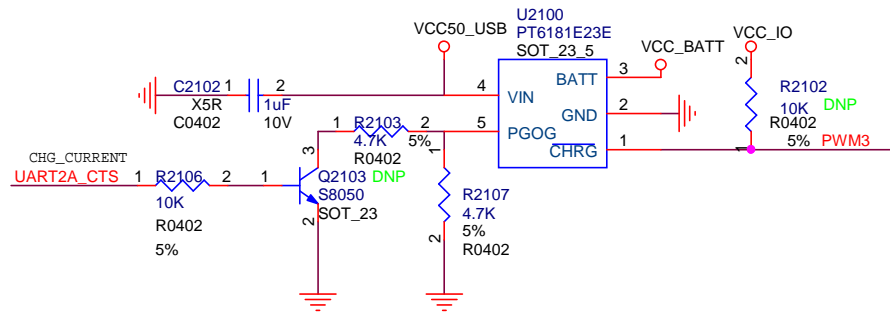 U2100
PT6181E23E
SOT_23_5
VCC50_USB
VCC_IO
VCC_BATT
C2102
1
2
X5R
C0402
1uF
10V
4
VIN
BATT
3
2
R2102
10K
DNP
R0402
5%
GND
2
1
R2103
2
4.7K
5%
R0402
DNP
5
PGOG
CHRG
1
1
PWM3
CHG_CURRENT
UART2A_CTS
1
R2106
2
10K
R0402
5%
1
3
Q2103
S8050
SOT_23
2
1
R2107
4.7K
5%
R0402
2